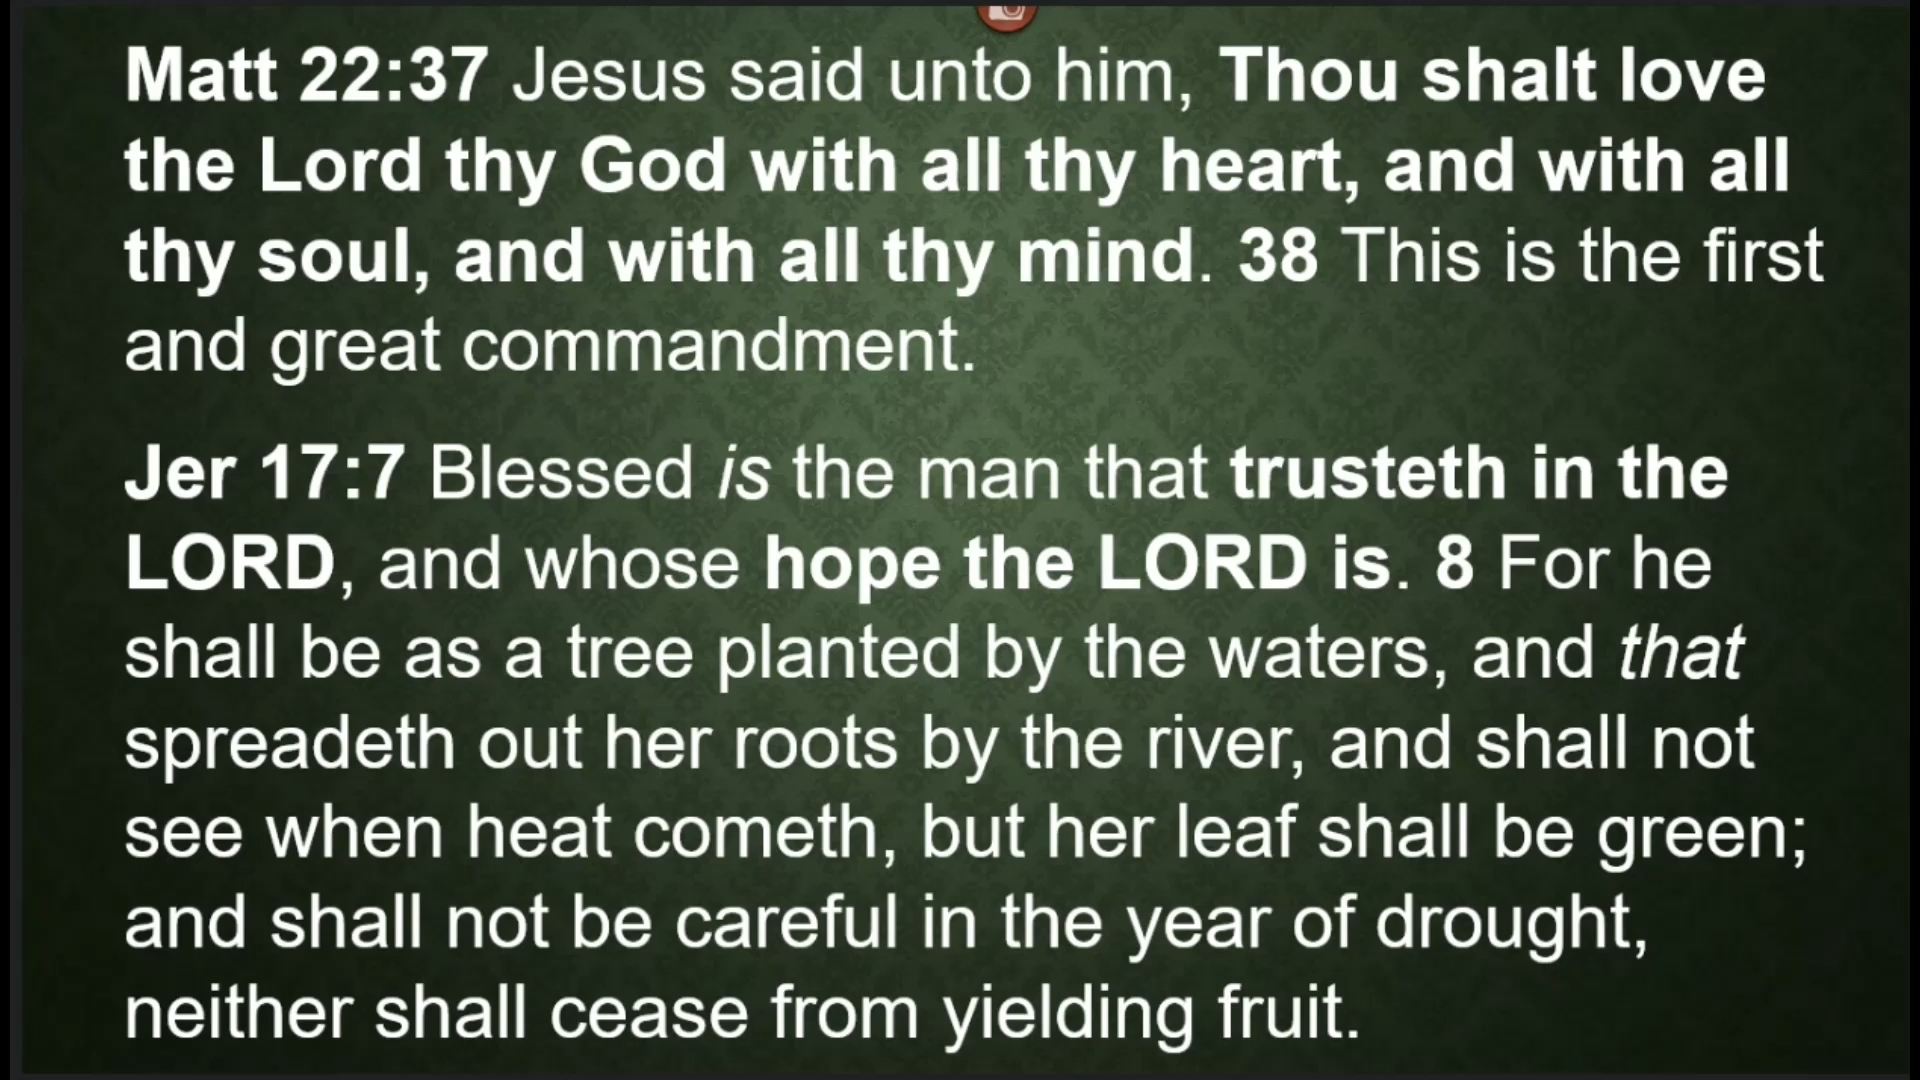 Matt 22:37 Jesus said unto him, Thou shalt love
the Lord thy God with all thy heart, and with all
thy soul, and with all thy mind. 38 This is the first
and great commandment.
Jer 17:7 Blessed is the man that trusteth in the
LORD, and whose hope the LORD is. 8 For he
shall be as a tree planted by the waters, and that
spreadeth out her roots by the river, and shall not
see when heat cometh, but her leaf shall be green;
and shall not be careful in the year of drought,
neither shall cease from yielding fruit.